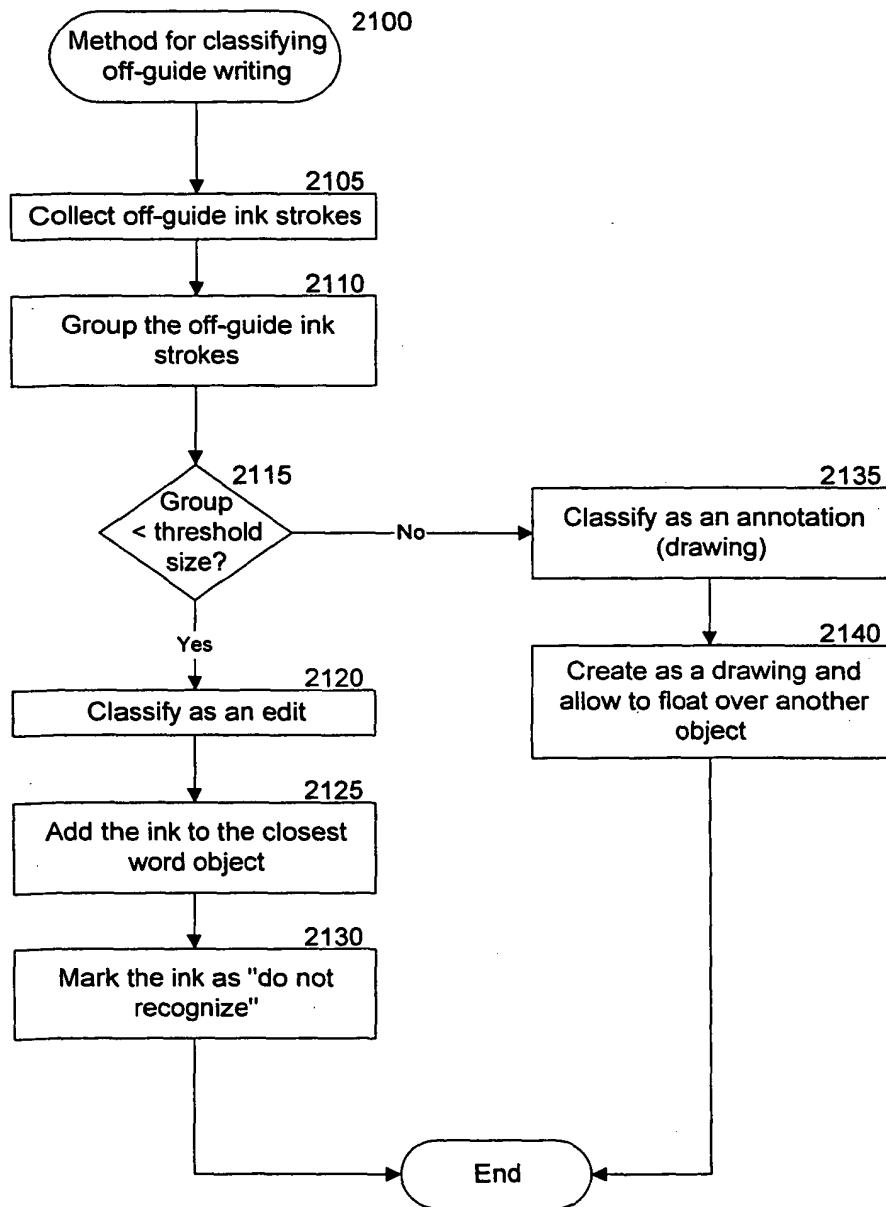 2100
Method for classifying
off-guide writing
2105
Collect off-guide ink strokes
2110
Group the off-guide ink
strokes
2115
Group
< threshold
size?
No
Yes
2120
Classify as an edit
2125
Add the ink to the closest
word object
2130
Mark the ink as "do not
recognize"
2135
Classify as an annotation
(drawing)
2140
Create as a drawing and
allow to float over another
object
End